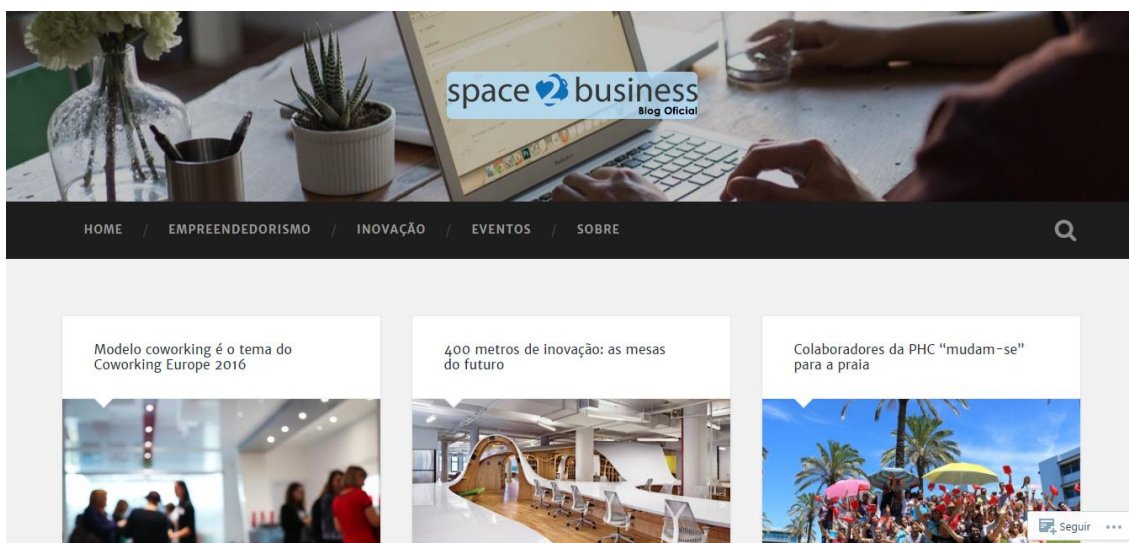 space 2 business
Blog Oficial
HOME / EMPREENDEDORISMO / INOVAÇÃO / EVENTOS / SOBRE
Modelo coworking é o tema do
Coworking Europe 2016
400 metros de inovação: as mesas
do futuro
Colaboradores da PHC “mudam-se”
para a praia
Seguir